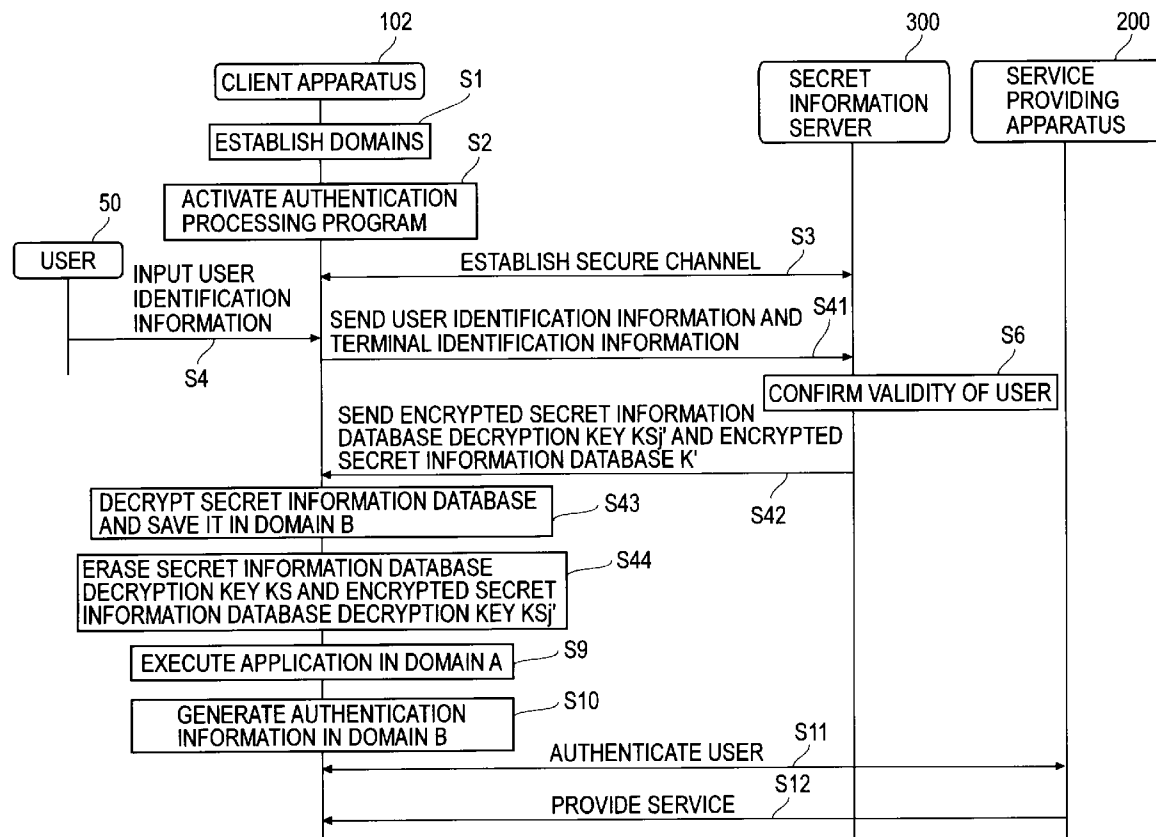 102
300
200
CLIENT APPARATUS
SECRET
INFORMATION
SERVER
SERVICE
PROVIDING
APPARATUS
S1
ESTABLISH DOMAINS
S2
ACTIVATE AUTHENTICATION
PROCESSING PROGRAM
50
USER
S3
ESTABLISH SECURE CHANNEL
INPUT USER
IDENTIFICATION
INFORMATION
S4
SEND USER IDENTIFICATION INFORMATION AND
TERMINAL IDENTIFICATION INFORMATION
S41
S6
CONFIRM VALIDITY OF USER
SEND ENCRYPTED SECRET INFORMATION
DATABASE DECRYPTION KEY KSj' AND ENCRYPTED
SECRET INFORMATION DATABASE K'
S42
DECRYPT SECRET INFORMATION DATABASE
AND SAVE IT IN DOMAIN B
S43
ERASE SECRET INFORMATION DATABASE
DECRYPTION KEY KS AND ENCRYPTED SECRET
INFORMATION DATABASE DECRYPTION KEY KSj'
S44
EXECUTE APPLICATION IN DOMAIN A
S9
GENERATE AUTHENTICATION
INFORMATION IN DOMAIN B
S10
AUTHENTICATE USER
S11
PROVIDE SERVICE
S12